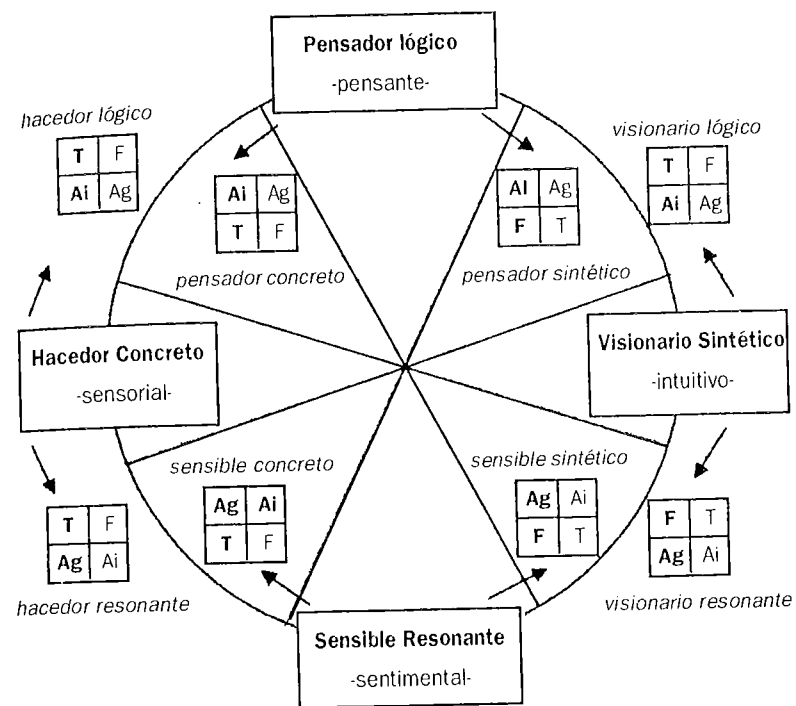 Pensador lógico
-pensante-
hacedor lógico
T F
Ai Ag
visionario lógico
T F
Ai Ag
Ai Ag
T F
pensador concreto
Al Ag
F T
pensador sintético
Hacedor Concreto
-sensorial-
Visionario Sintético
-intuitivo-
sensible concreto
Ag Ai
T F
sensible sintético
Ag Ai
F T
T F
Ag Ai
hacedor resonante
F T
Ag Ai
visionario resonante
Sensible Resonante
-sentimental-